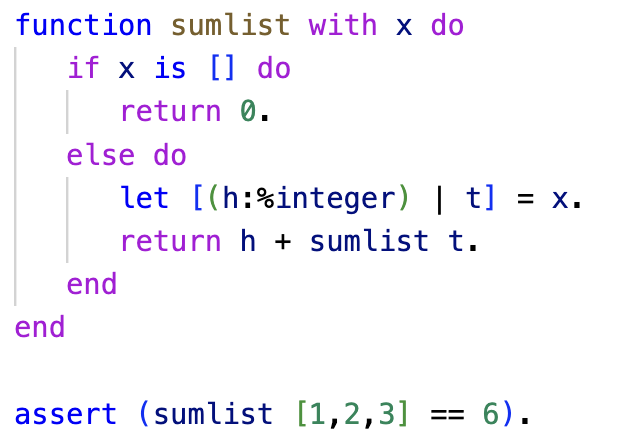 function sumlist with x do
if x is [] do
return 0.
else do
let [(h:%integer) | t] = x.
return h + sumlist t.
end
end
assert (sumlist [1,2,3] == 6).